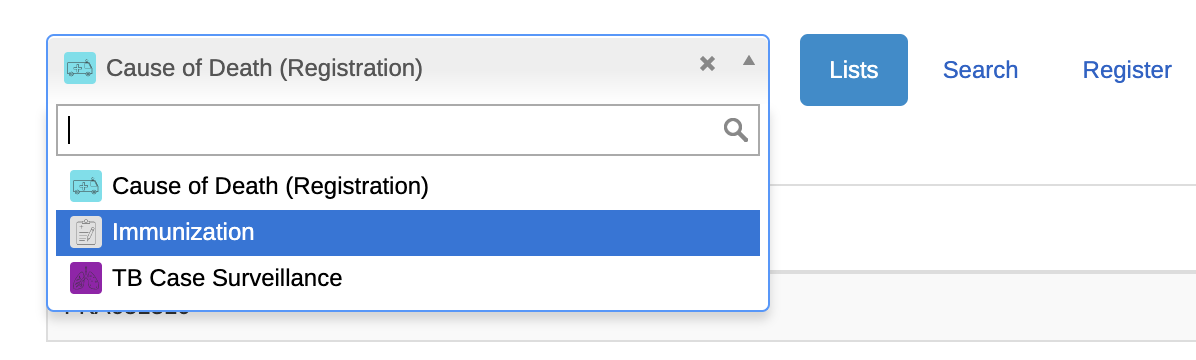 Cause of Death (Registration)
Lists
Search
Register
Cause of Death (Registration)
Immunization
TB Case Surveillance